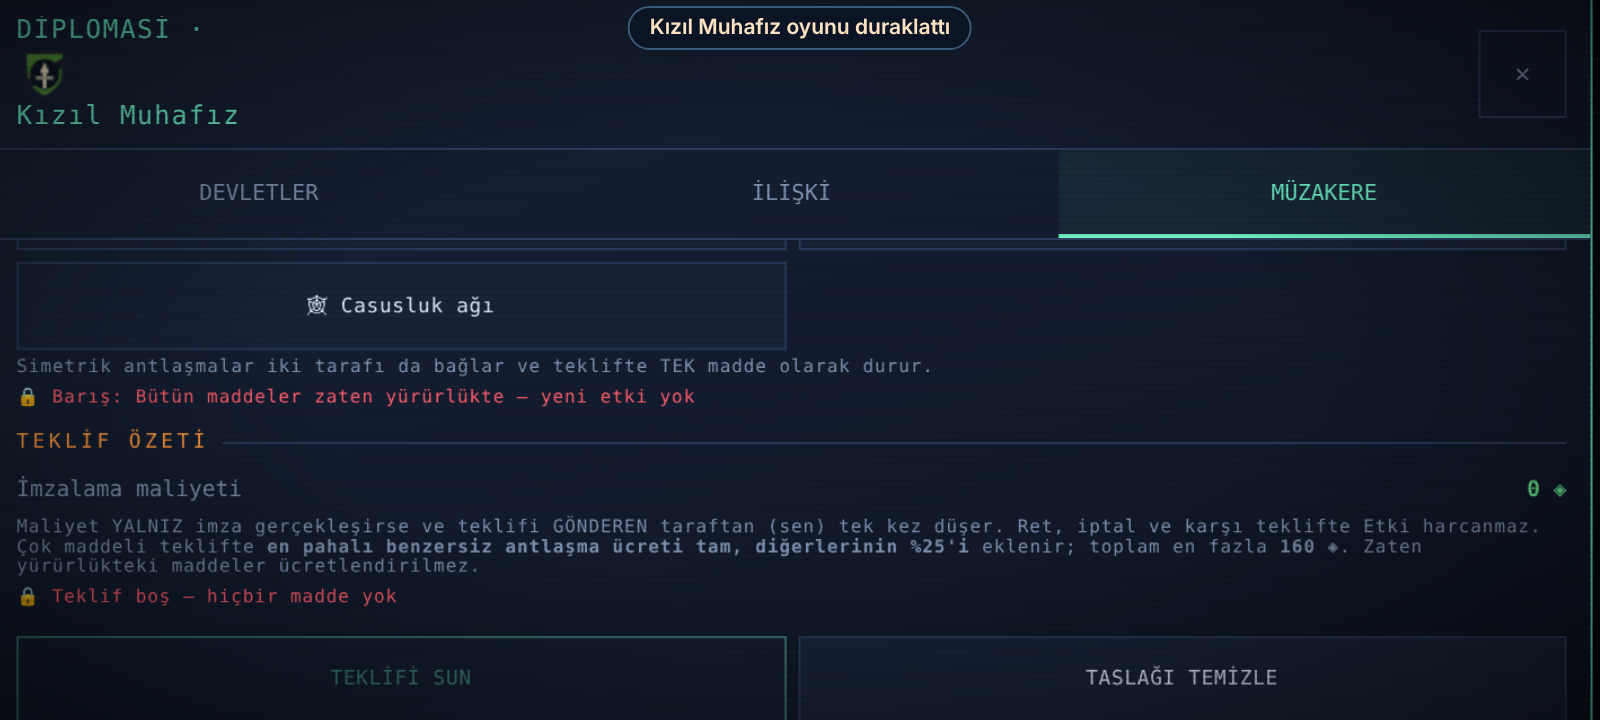 DİPLOMASİ ·
Kızıl Muhafız oyunu duraklattı
×
Kızıl Muhafız
DEVLETLER
İLİŞKİ
MÜZAKERE
🕸 Casusluk ağı
Simetrik antlaşmalar iki tarafı da bağlar ve teklifte TEK madde olarak durur.
🔒 Barış: Bütün maddeler zaten yürürlükte — yeni etki yok
TEKLİF ÖZETİ
İmzalama maliyeti
0 ◈
Maliyet YALNIZ imza gerçekleşirse ve teklifi GÖNDEREN taraftan (sen) tek kez düşer. Ret, iptal ve karşı teklifte Etki harcanmaz.
Çok maddeli teklifte en pahalı benzersiz antlaşma ücreti tam, diğerlerinin %25'i eklenir; toplam en fazla 160 ◈. Zaten
yürürlükteki maddeler ücretlendirilmez.
🔒 Teklif boş — hiçbir madde yok
TEKLİFİ SUN
TASLAĞI TEMİZLE